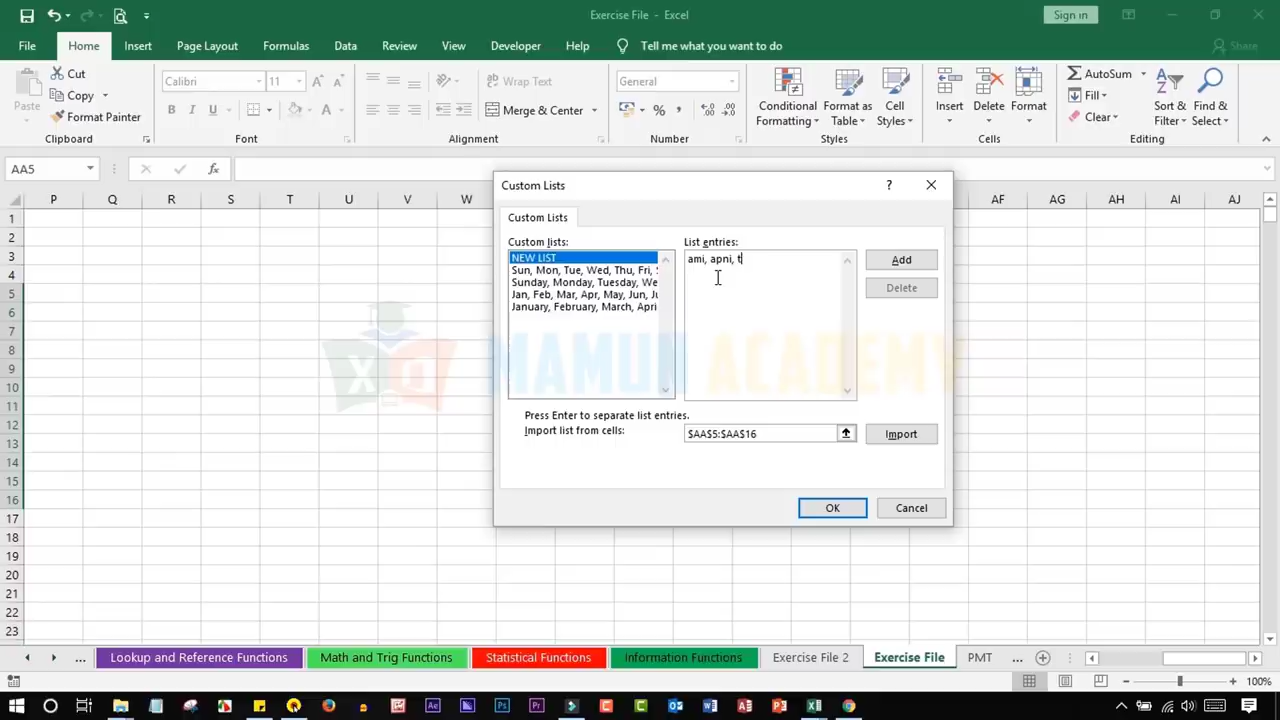 Exercise File - Excel
Sign in
File Home Insert Page Layout Formulas Data Review View Developer Help Tell me what you want to do Share
Paste
Cut
Copy
Format Painter
Clipboard
Calibri 11
B I U
Font
Wrap Text
Merge & Center
Alignment
General
Number
Conditional Formatting
Format as Table
Cell Styles
Styles
Insert
Delete
Format
Cells
AutoSum
Fill
Clear
Sort & Filter
Find & Select
Editing
AA5
fx
P Q R S T U V W AF AG AH AI AJ
1
2
3
4
5
6
7
8
9
10
11
12
13
14
15
16
17
18
19
20
21
22
23
Custom Lists
?
Custom Lists
Custom lists:
NEW LIST
Sun, Mon, Tue, Wed, Thu, Fri, S
Sunday, Monday, Tuesday, We
Jan, Feb, Mar, Apr, May, Jun, Ju
January, February, March, April
List entries:
ami, apni, t
Add
Delete
Press Enter to separate list entries.
Import list from cells:
$AA$5:$AA$16
Import
OK
Cancel
MAMUN ACADEMY
... Lookup and Reference Functions Math and Trig Functions Statistical Functions Information Functions Exercise File 2 Exercise File PMT ...
100%